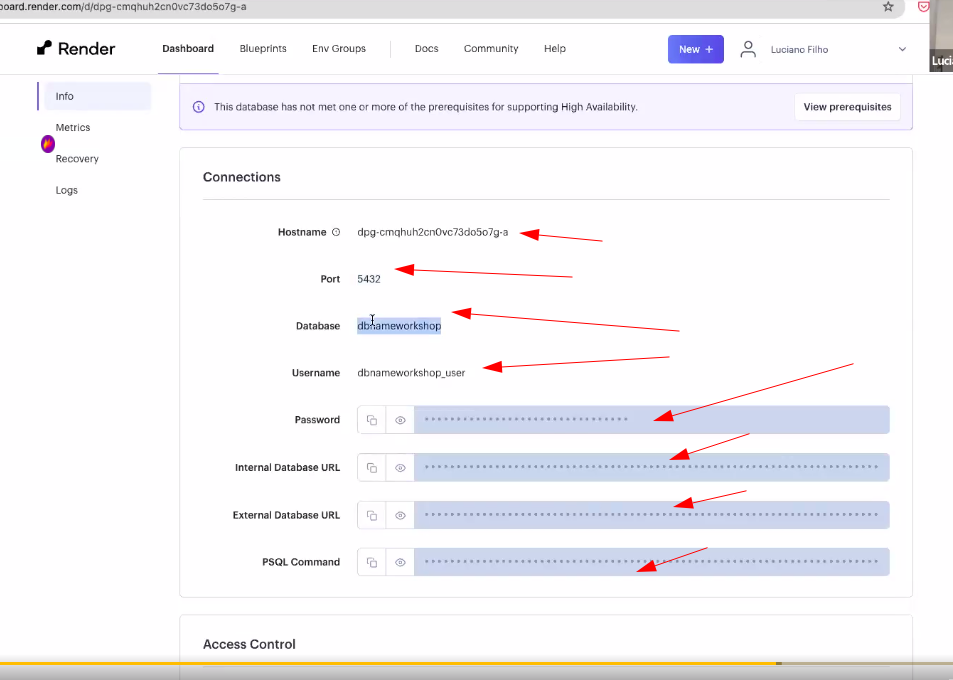 board.render.com/d/dpg-cmqhuh2cn0vc73do5o7g-a
Render
Dashboard
Blueprints
Env Groups
Docs
Community
Help
New +
Luciano Filho
Luci
Info
Metrics
Recovery
Logs
This database has not met one or more of the prerequisites for supporting High Availability.
View prerequisites
Connections
Hostname dpg-cmqhuh2cn0vc73do5o7g-a
Port 5432
Database dbnameworkshop
Username dbnameworkshop_user
Password
Internal Database URL
External Database URL
PSQL Command
Access Control